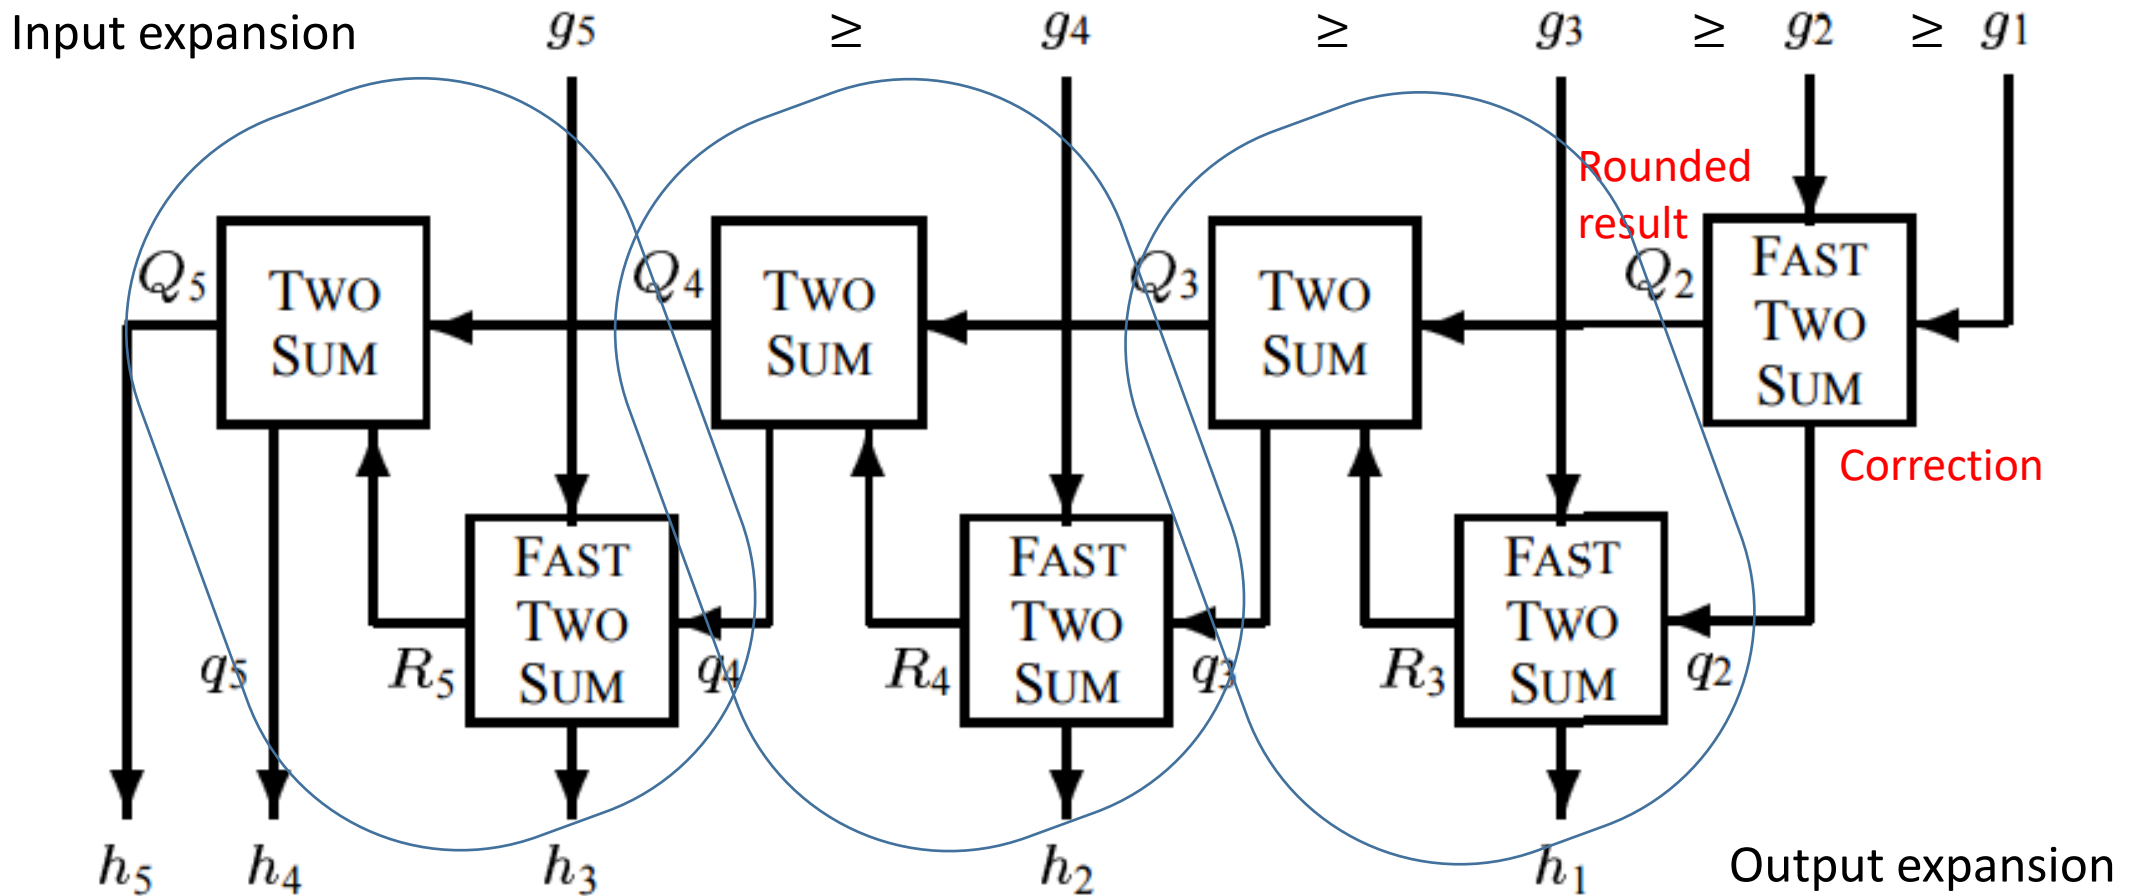 Input expansion g5 ≥ g4 ≥ g3 ≥ g2 ≥ g1
Rounded
result
Q5 TWO
SUM
Q4 TWO
SUM
Q3 TWO
SUM
Q2 FAST
TWO
SUM
Correction
q5 R5 FAST
TWO
SUM
q4 R4 FAST
TWO
SUM
q3 R3 FAST
TWO
SUM
q2
h5 h4 h3 h2 h1 Output expansion